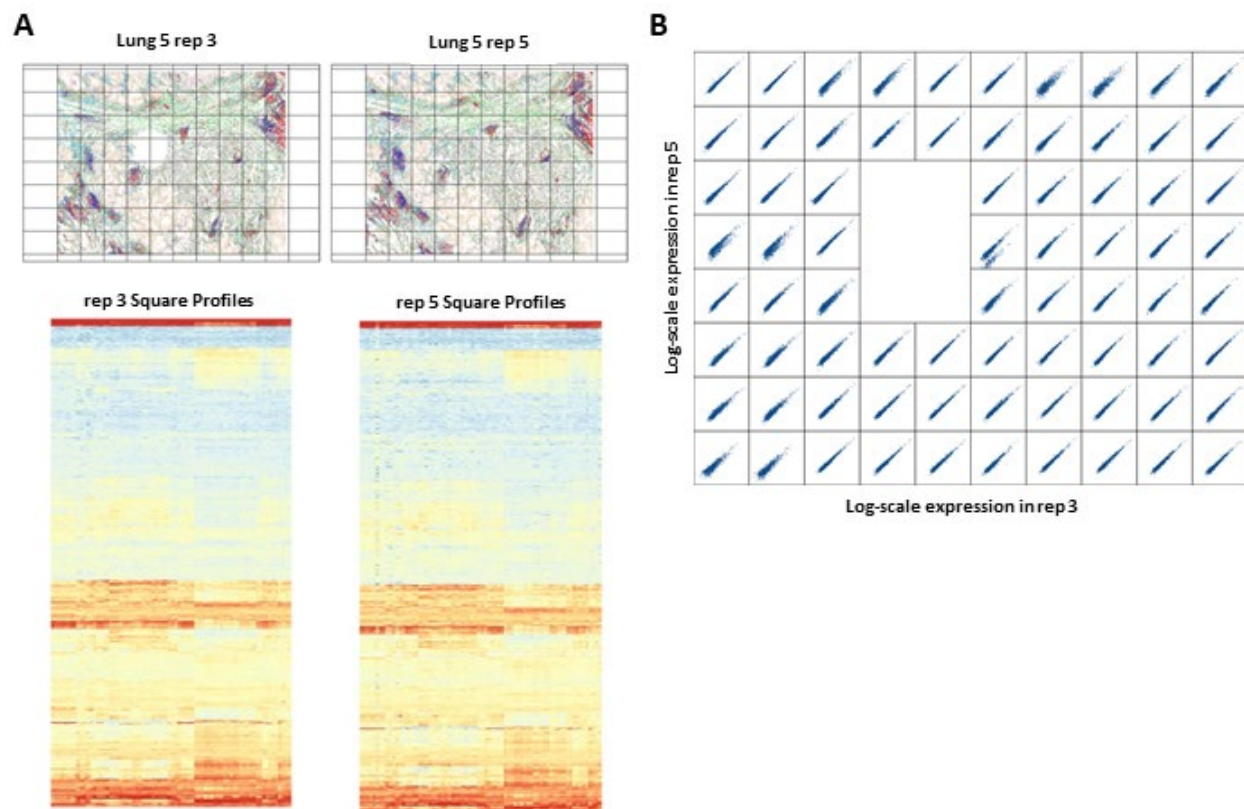 A
Lung 5 rep 3
Lung 5 rep 5
rep 3 Square Profiles
rep 5 Square Profiles
B
Log-scale expression in rep 5
Log-scale expression in rep 3